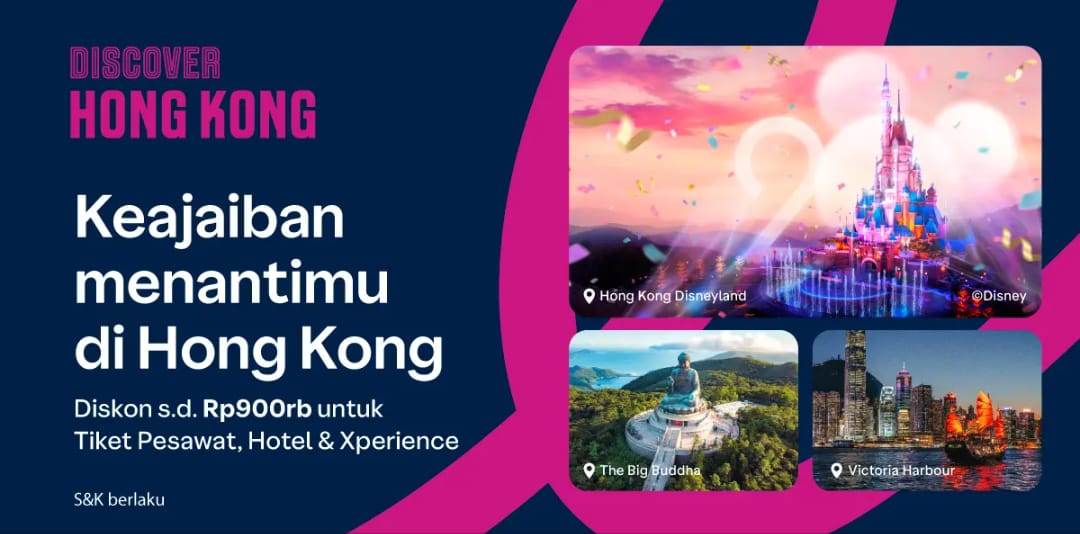 DISCOVER
HONG KONG
Keajaiban
menantimu
di Hong Kong
Diskon s.d. Rp900rb untuk
Tiket Pesawat, Hotel & Xperience
S&K berlaku
Hong Kong Disneyland
©Disney
The Big Buddha
Victoria Harbour